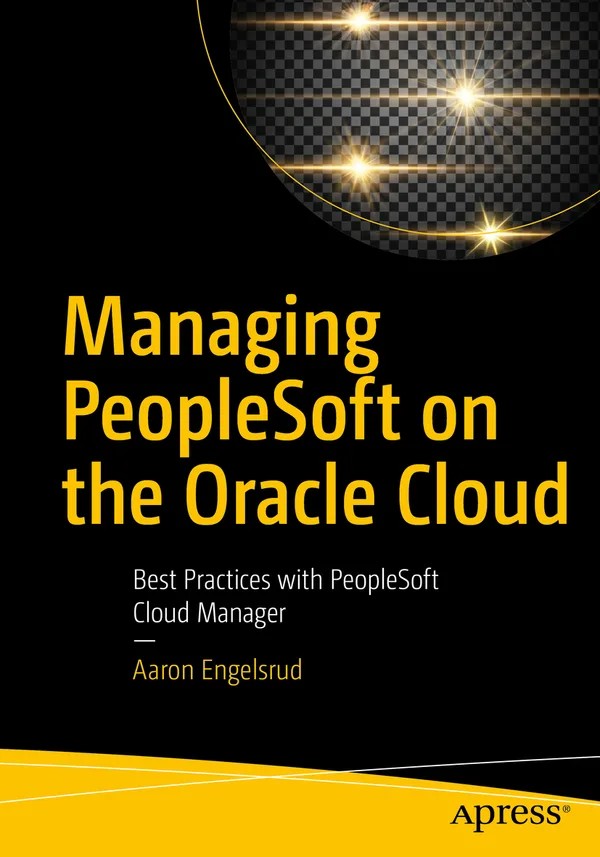 Managing
PeopleSoft on
the Oracle Cloud
Best Practices with PeopleSoft
Cloud Manager
—
Aaron Engelsrud
Apress®